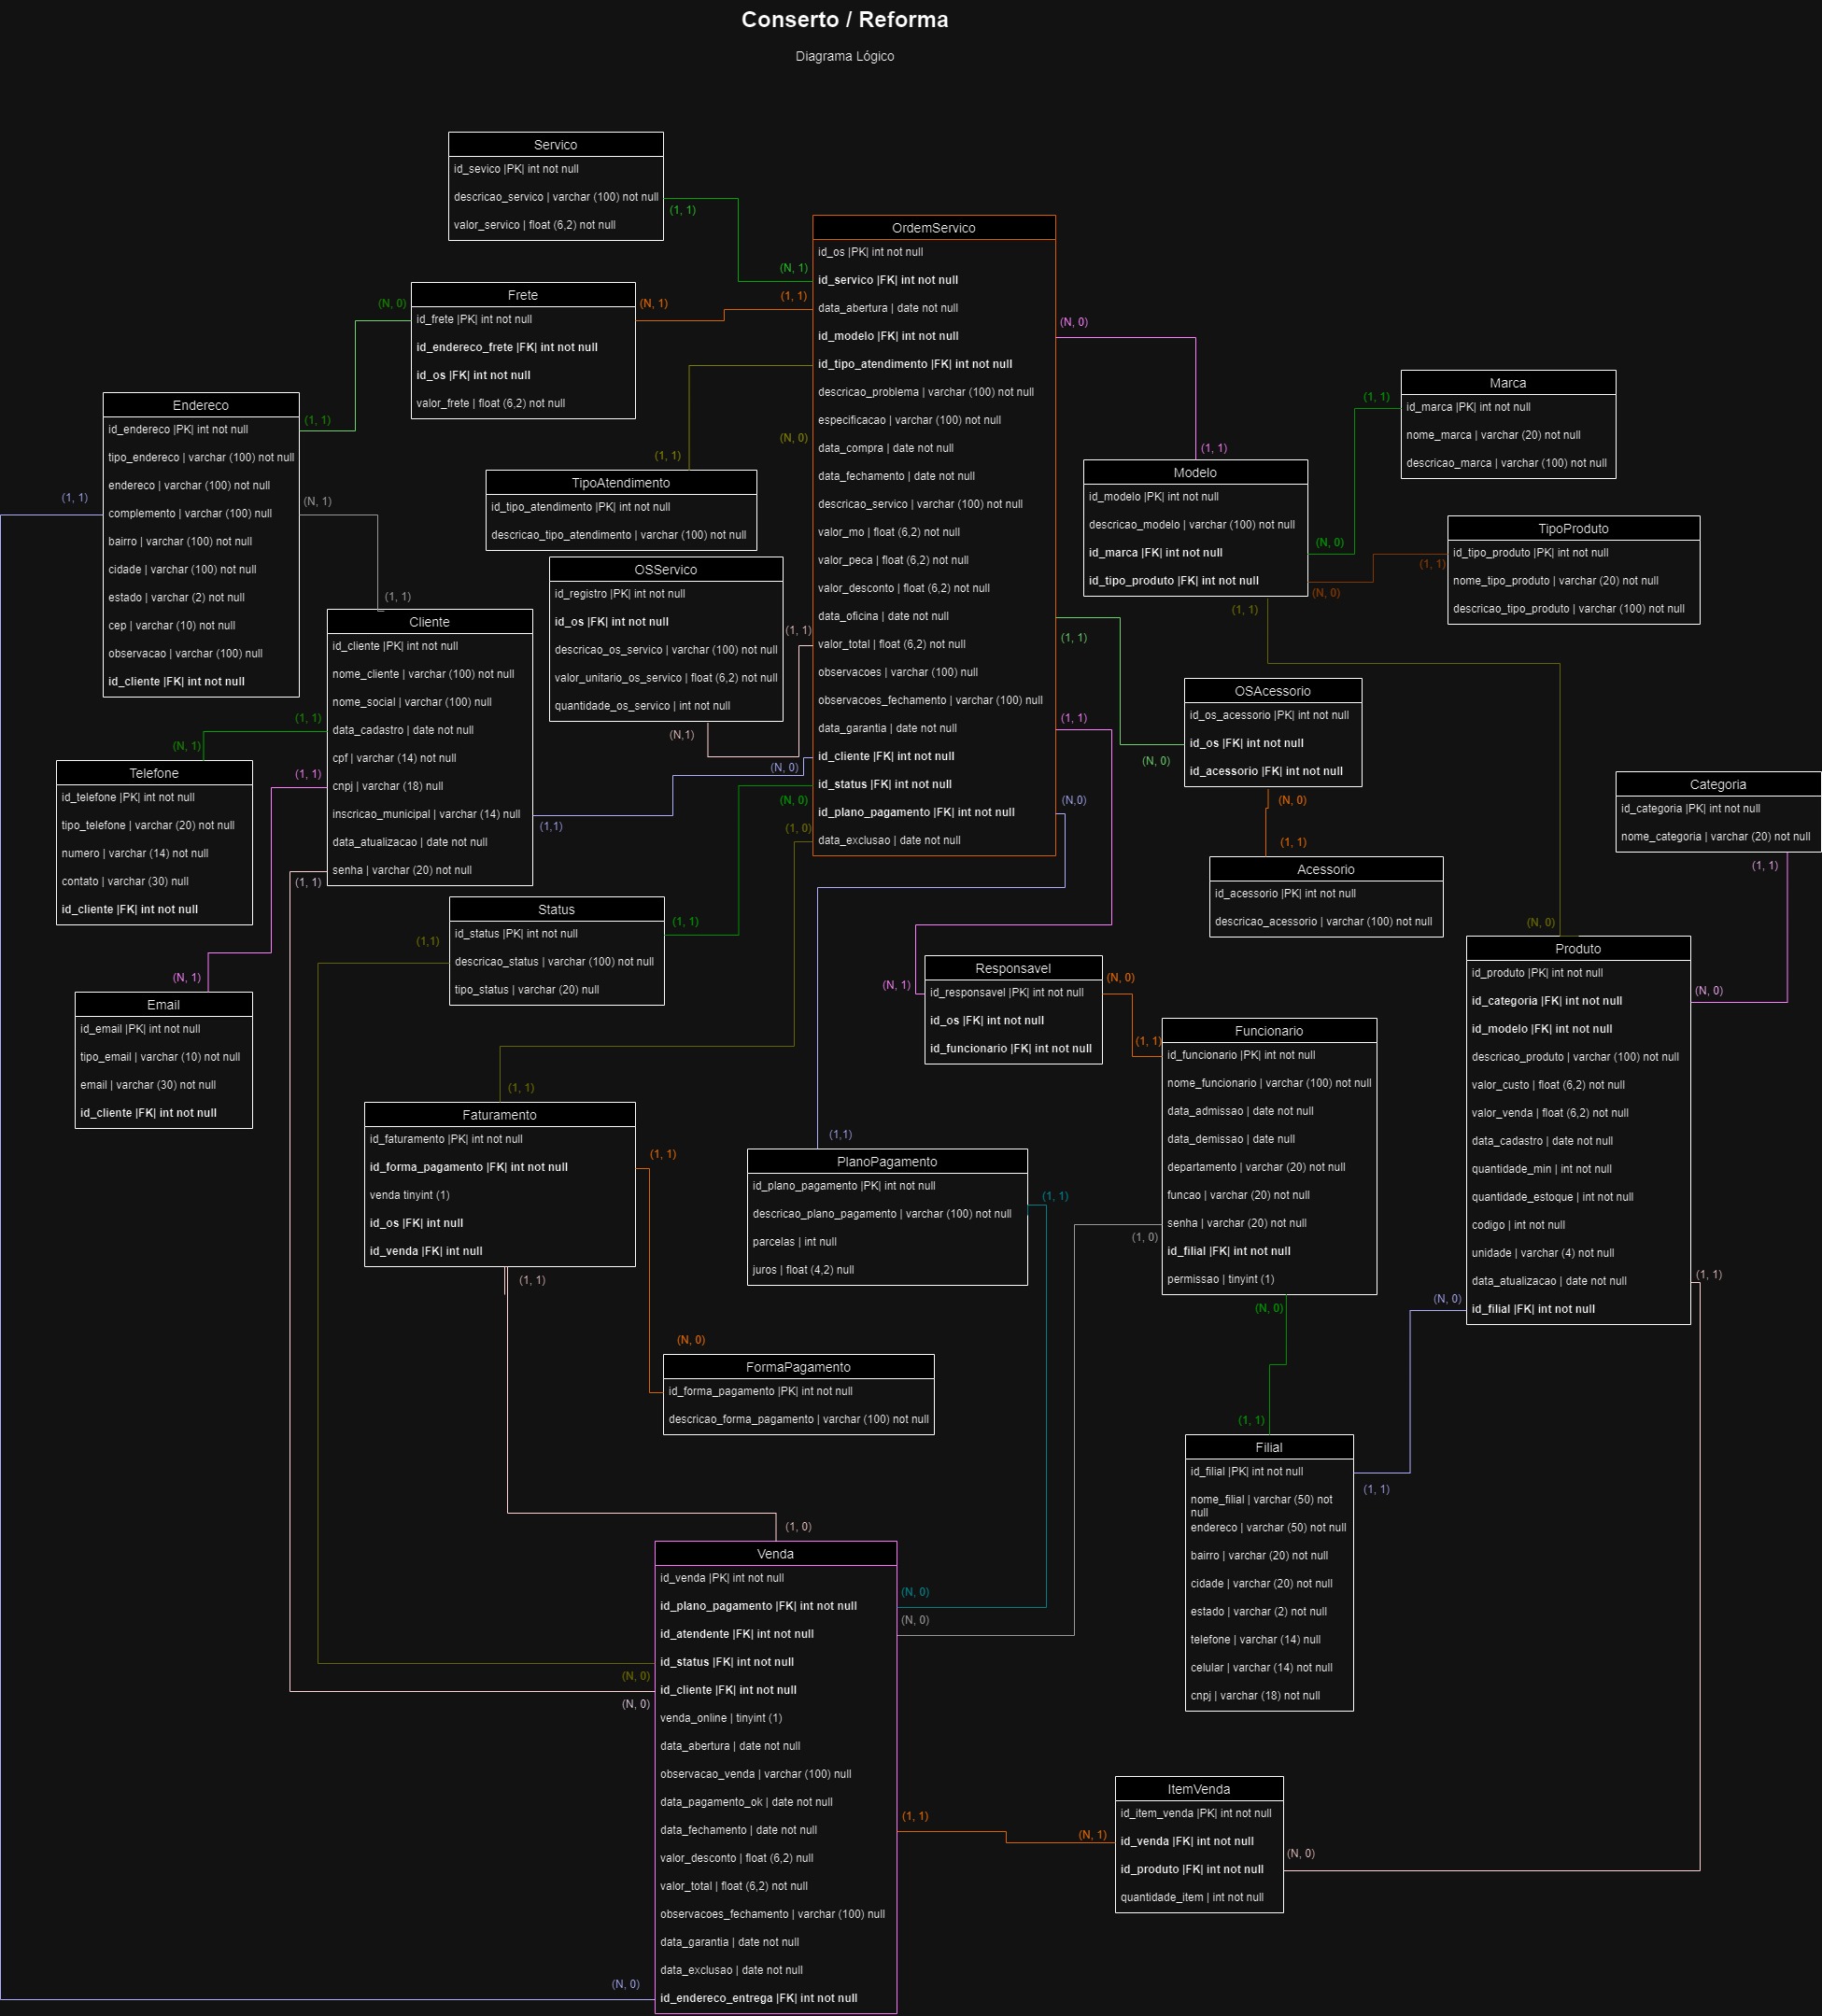 Conserto / Reforma
Diagrama Lógico
Servico
id_sevico |PK| int not null
descricao_servico | varchar (100) not null
valor_servico | float (6,2) not null
(1, 1)
(N, 1)
Frete
id_frete |PK| int not null
id_endereco_frete |FK| int not null
id_os |FK| int not null
valor_frete | float (6,2) not null
(N, 0)
(N, 1)
(1, 1)
OrdemServico
id_os |PK| int not null
id_servico |FK| int not null
data_abertura | date not null
id_modelo |FK| int not null
id_tipo_atendimento |FK| int not null
descricao_problema | varchar (100) not null
especificacao | varchar (100) not null
data_compra | date not null
data_fechamento | date not null
descricao_servico | varchar (100) not null
valor_mo | float (6,2) not null
valor_peca | float (6,2) not null
valor_desconto | float (6,2) not null
data_oficina | date not null
valor_total | float (6,2) not null
observacoes | varchar (100) null
observacoes_fechamento | varchar (100) null
data_garantia | date not null
id_cliente |FK| int not null
id_status |FK| int not null
id_plano_pagamento |FK| int not null
data_exclusao | date not null
(N, 0)
(1, 1)
Marca
id_marca |PK| int not null
nome_marca | varchar (20) not null
descricao_marca | varchar (100) not null
(1, 1)
Modelo
id_modelo |PK| int not null
descricao_modelo | varchar (100) not null
id_marca |FK| int not null
id_tipo_produto |FK| int not null
(N, 0)
(N, 0)
(1, 1)
TipoProduto
id_tipo_produto |PK| int not null
nome_tipo_produto | varchar (20) not null
descricao_tipo_produto | varchar (100) not null
(1, 1)
Endereco
id_endereco |PK| int not null
tipo_endereco | varchar (100) not null
endereco | varchar (100) not null
complemento | varchar (100) null
bairro | varchar (100) not null
cidade | varchar (100) not null
estado | varchar (2) not null
cep | varchar (10) not null
observacao | varchar (100) null
id_cliente |FK| int not null
(1, 1)
(1, 1)
(N, 1)
(1, 1)
TipoAtendimento
id_tipo_atendimento |PK| int not null
descricao_tipo_atendimento | varchar (100) not null
(1, 1)
(N, 0)
OSServico
id_registro |PK| int not null
id_os |FK| int not null
descricao_os_servico | varchar (100) not null
valor_unitario_os_servico | float (6,2) not null
quantidade_os_servico | int not null
(1, 1)
(N,1)
Cliente
id_cliente |PK| int not null
nome_cliente | varchar (100) not null
nome_social | varchar (100) null
data_cadastro | date not null
cpf | varchar (14) not null
cnpj | varchar (18) null
inscricao_municipal | varchar (14) null
data_atualizacao | date not null
senha | varchar (20) not null
(1, 1)
(1, 1)
(1, 1)
(1,1)
(N, 0)
Telefone
id_telefone |PK| int not null
tipo_telefone | varchar (20) not null
numero | varchar (14) not null
contato | varchar (30) null
id_cliente |FK| int not null
(N, 1)
Email
id_email |PK| int not null
tipo_email | varchar (10) not null
email | varchar (30) not null
id_cliente |FK| int not null
(N, 1)
Status
id_status |PK| int not null
descricao_status | varchar (100) not null
tipo_status | varchar (20) null
(1,1)
(1, 1)
(N, 0)
(1, 0)
OSAcessorio
id_os_acessorio |PK| int not null
id_os |FK| int not null
id_acessorio |FK| int not null
(1, 1)
(N, 0)
(N, 0)
Acessorio
id_acessorio |PK| int not null
descricao_acessorio | varchar (100) not null
(1, 1)
(1, 1)
(N,0)
Categoria
id_categoria |PK| int not null
nome_categoria | varchar (20) not null
(1, 1)
Produto
id_produto |PK| int not null
id_categoria |FK| int not null
id_modelo |FK| int not null
descricao_produto | varchar (100) not null
valor_custo | float (6,2) not null
valor_venda | float (6,2) not null
data_cadastro | date not null
quantidade_min | int not null
quantidade_estoque | int not null
codigo | int not null
unidade | varchar (4) not null
data_atualizacao | date not null
id_filial |FK| int not null
(1, 1)
(N, 0)
(N, 0)
(N, 0)
(1, 1)
Responsavel
id_responsavel |PK| int not null
id_os |FK| int not null
id_funcionario |FK| int not null
(N, 1)
(N, 0)
(1, 1)
Funcionario
id_funcionario |PK| int not null
nome_funcionario | varchar (100) not null
data_admissao | date not null
data_demissao | date null
departamento | varchar (20) not null
funcao | varchar (20) not null
senha | varchar (20) not null
id_filial |FK| int not null
permissao | tinyint (1)
(1, 0)
(N, 0)
Faturamento
id_faturamento |PK| int not null
id_forma_pagamento |FK| int not null
venda tinyint (1)
id_os |FK| int null
id_venda |FK| int null
(1, 1)
(1, 1)
(1, 1)
PlanoPagamento
id_plano_pagamento |PK| int not null
descricao_plano_pagamento | varchar (100) not null
parcelas | int null
juros | float (4,2) null
(1,1)
(1, 1)
FormaPagamento
id_forma_pagamento |PK| int not null
descricao_forma_pagamento | varchar (100) not null
(N, 0)
Filial
id_filial |PK| int not null
nome_filial | varchar (50) not
null
endereco | varchar (50) not null
bairro | varchar (20) not null
cidade | varchar (20) not null
estado | varchar (2) not null
telefone | varchar (14) null
celular | varchar (14) not null
cnpj | varchar (18) not null
(1, 1)
(1, 1)
Venda
id_venda |PK| int not null
id_plano_pagamento |FK| int not null
id_atendente |FK| int not null
id_status |FK| int not null
id_cliente |FK| int not null
venda_online | tinyint (1)
data_abertura | date not null
observacao_venda | varchar (100) null
data_pagamento_ok | date not null
data_fechamento | date not null
valor_desconto | float (6,2) null
valor_total | float (6,2) not null
observacoes_fechamento | varchar (100) null
data_garantia | date not null
data_exclusao | date not null
id_endereco_entrega |FK| int not null
(1, 0)
(N, 0)
(N, 0)
(N, 0)
(N, 0)
(1, 1)
(N, 0)
ItemVenda
id_item_venda |PK| int not null
id_venda |FK| int not null
id_produto |FK| int not null
quantidade_item | int not null
(N, 1)
(N, 0)